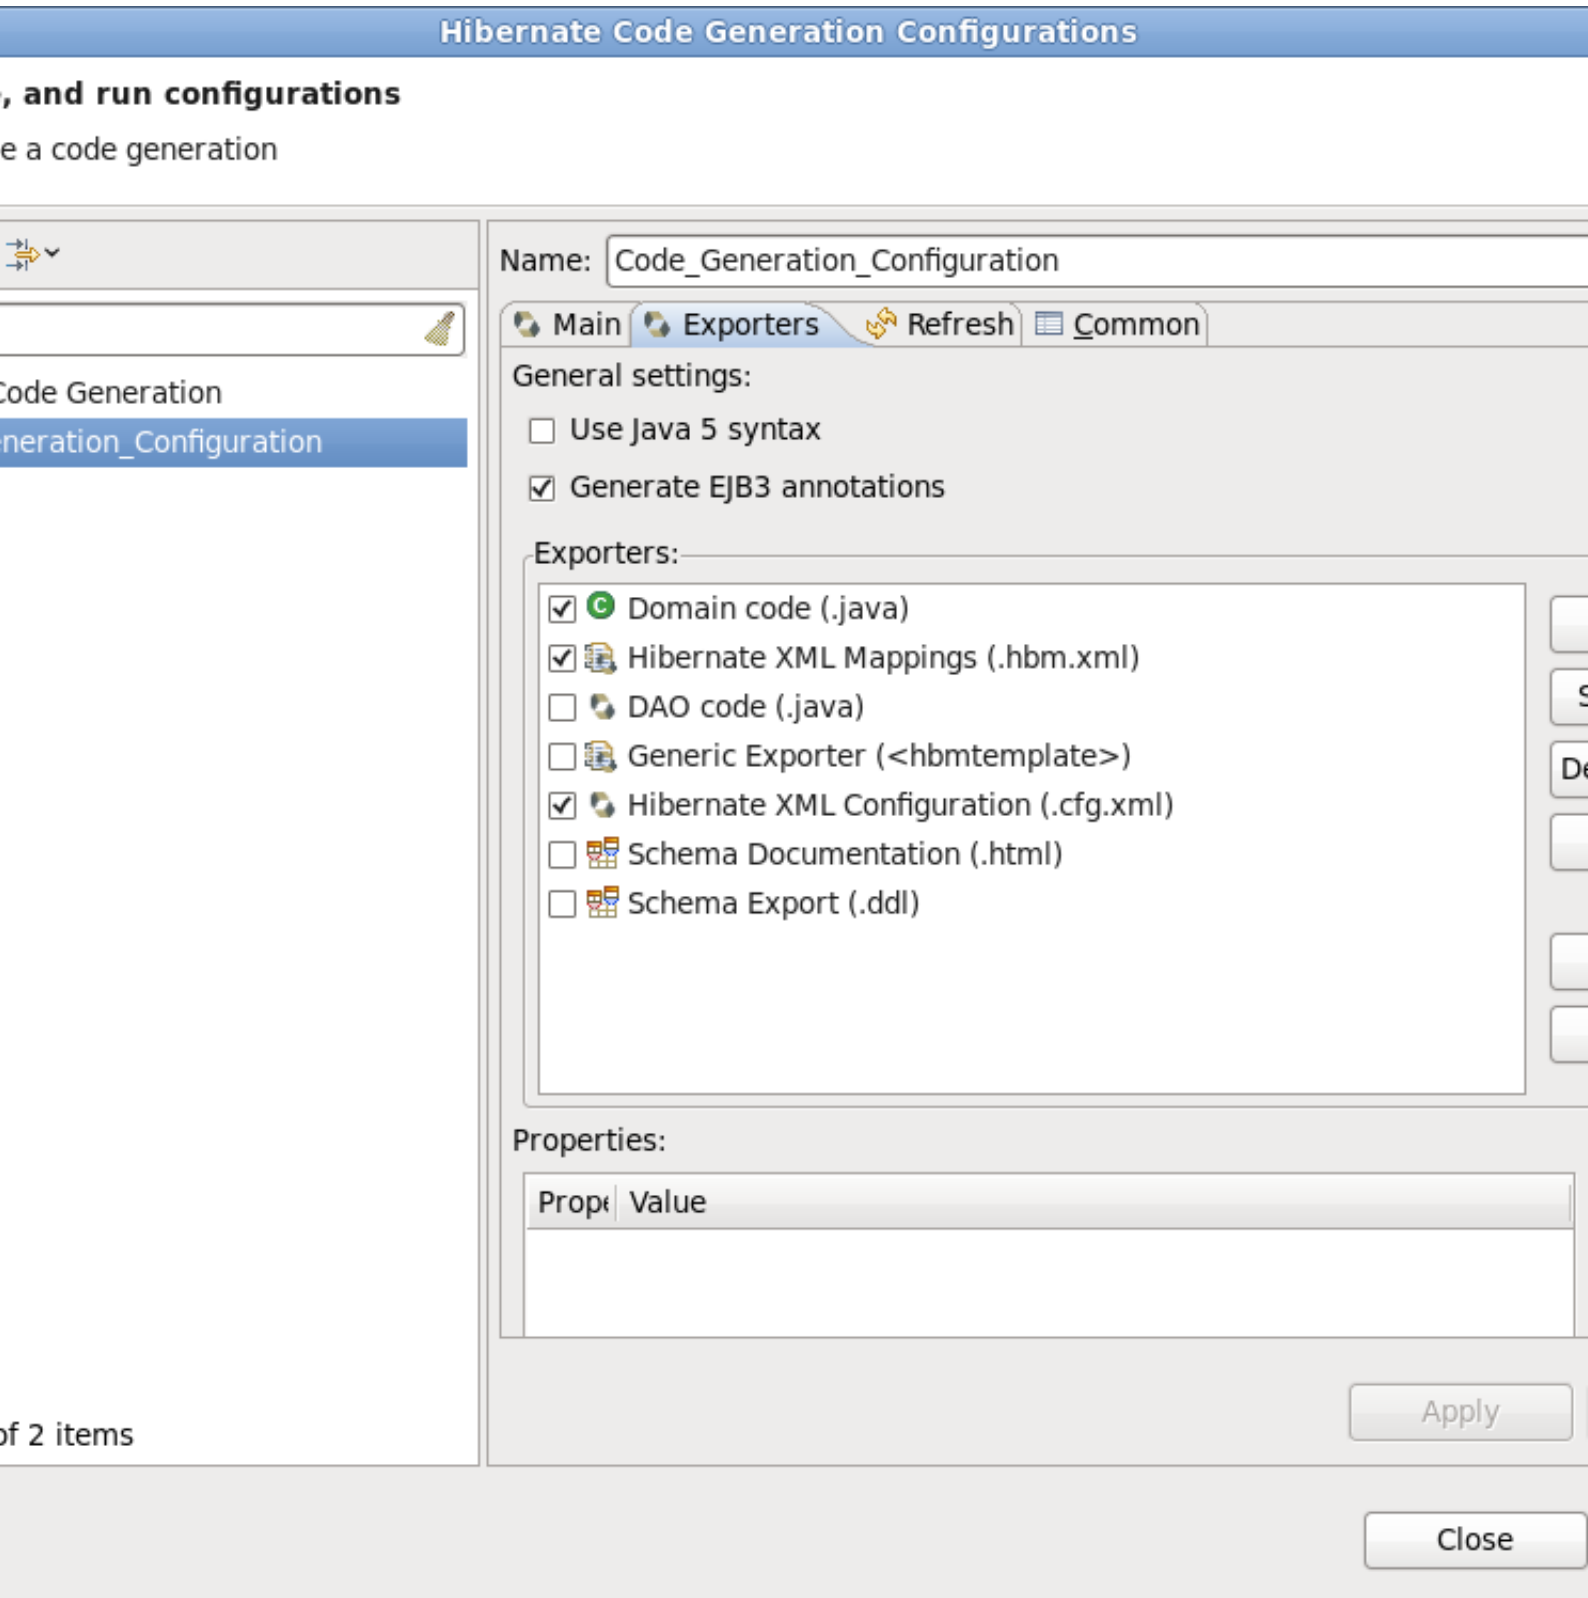 Hibernate Code Generation Configurations
, and run configurations
e a code generation
Name: Code_Generation_Configuration
Main Exporters Refresh Common
Code Generation
neration_Configuration
General settings:
Use Java 5 syntax
Generate EJB3 annotations
Exporters:
Domain code (.java)
Hibernate XML Mappings (.hbm.xml)
DAO code (.java)
Generic Exporter (<hbmtemplate>)
Hibernate XML Configuration (.cfg.xml)
Schema Documentation (.html)
Schema Export (.ddl)
S
De
Properties:
Prope Value
of 2 items
Apply
Close